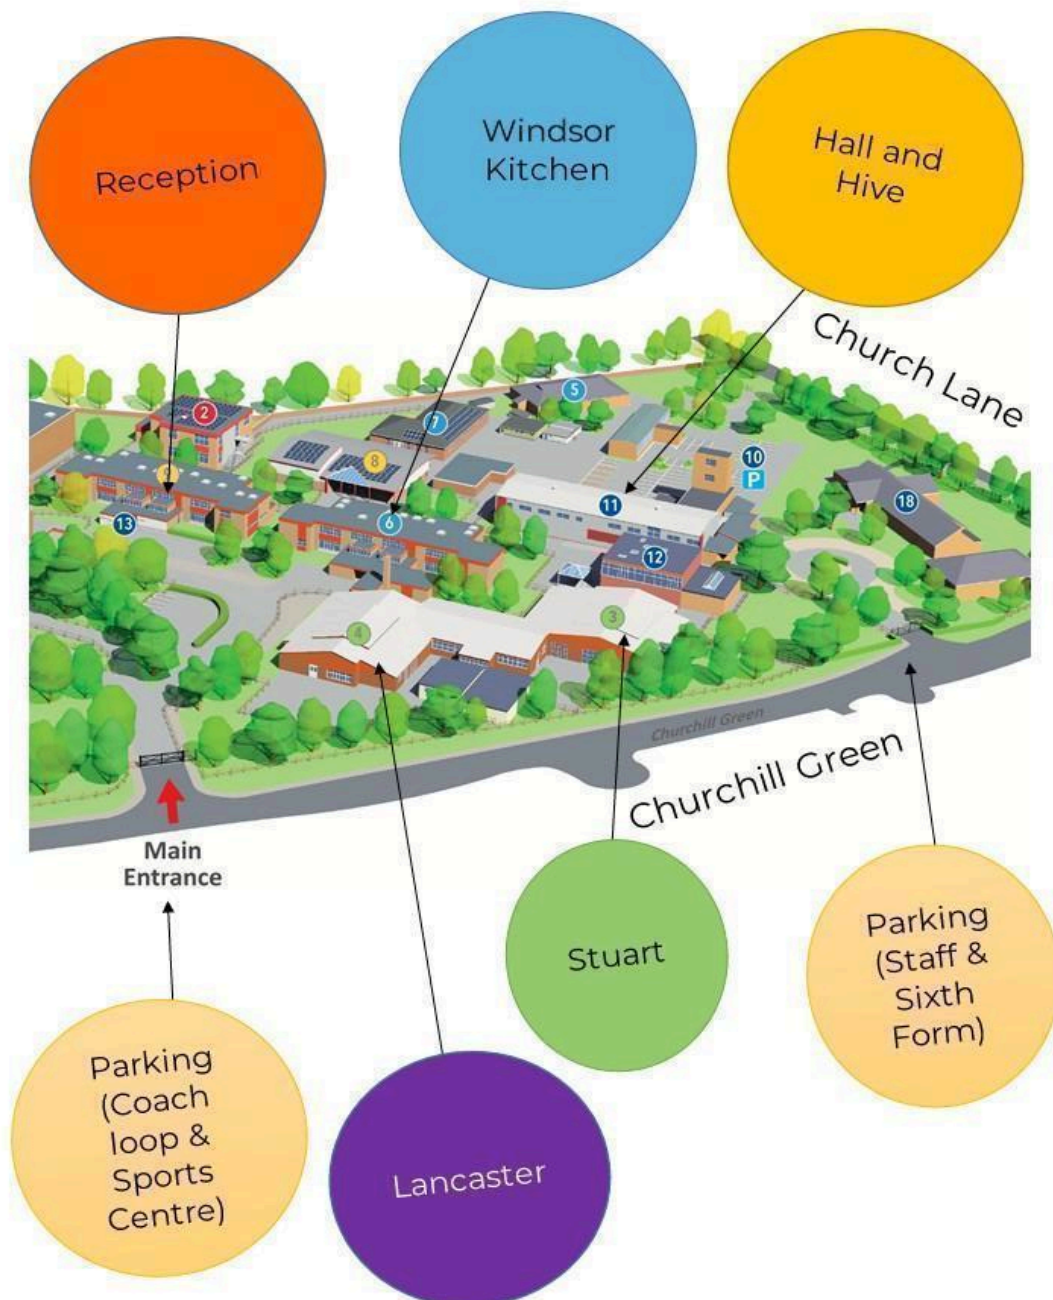 Reception
Windsor
Kitchen
Hall and
Hive
Church Lane
2
5
7
8
10
P
6
11
18
13
12
4
3
Churchill Green
Churchill Green
Main
Entrance
Stuart
Parking
(Staff &
Sixth
Form)
Parking
(Coach
loop &
Sports
Centre)
Lancaster